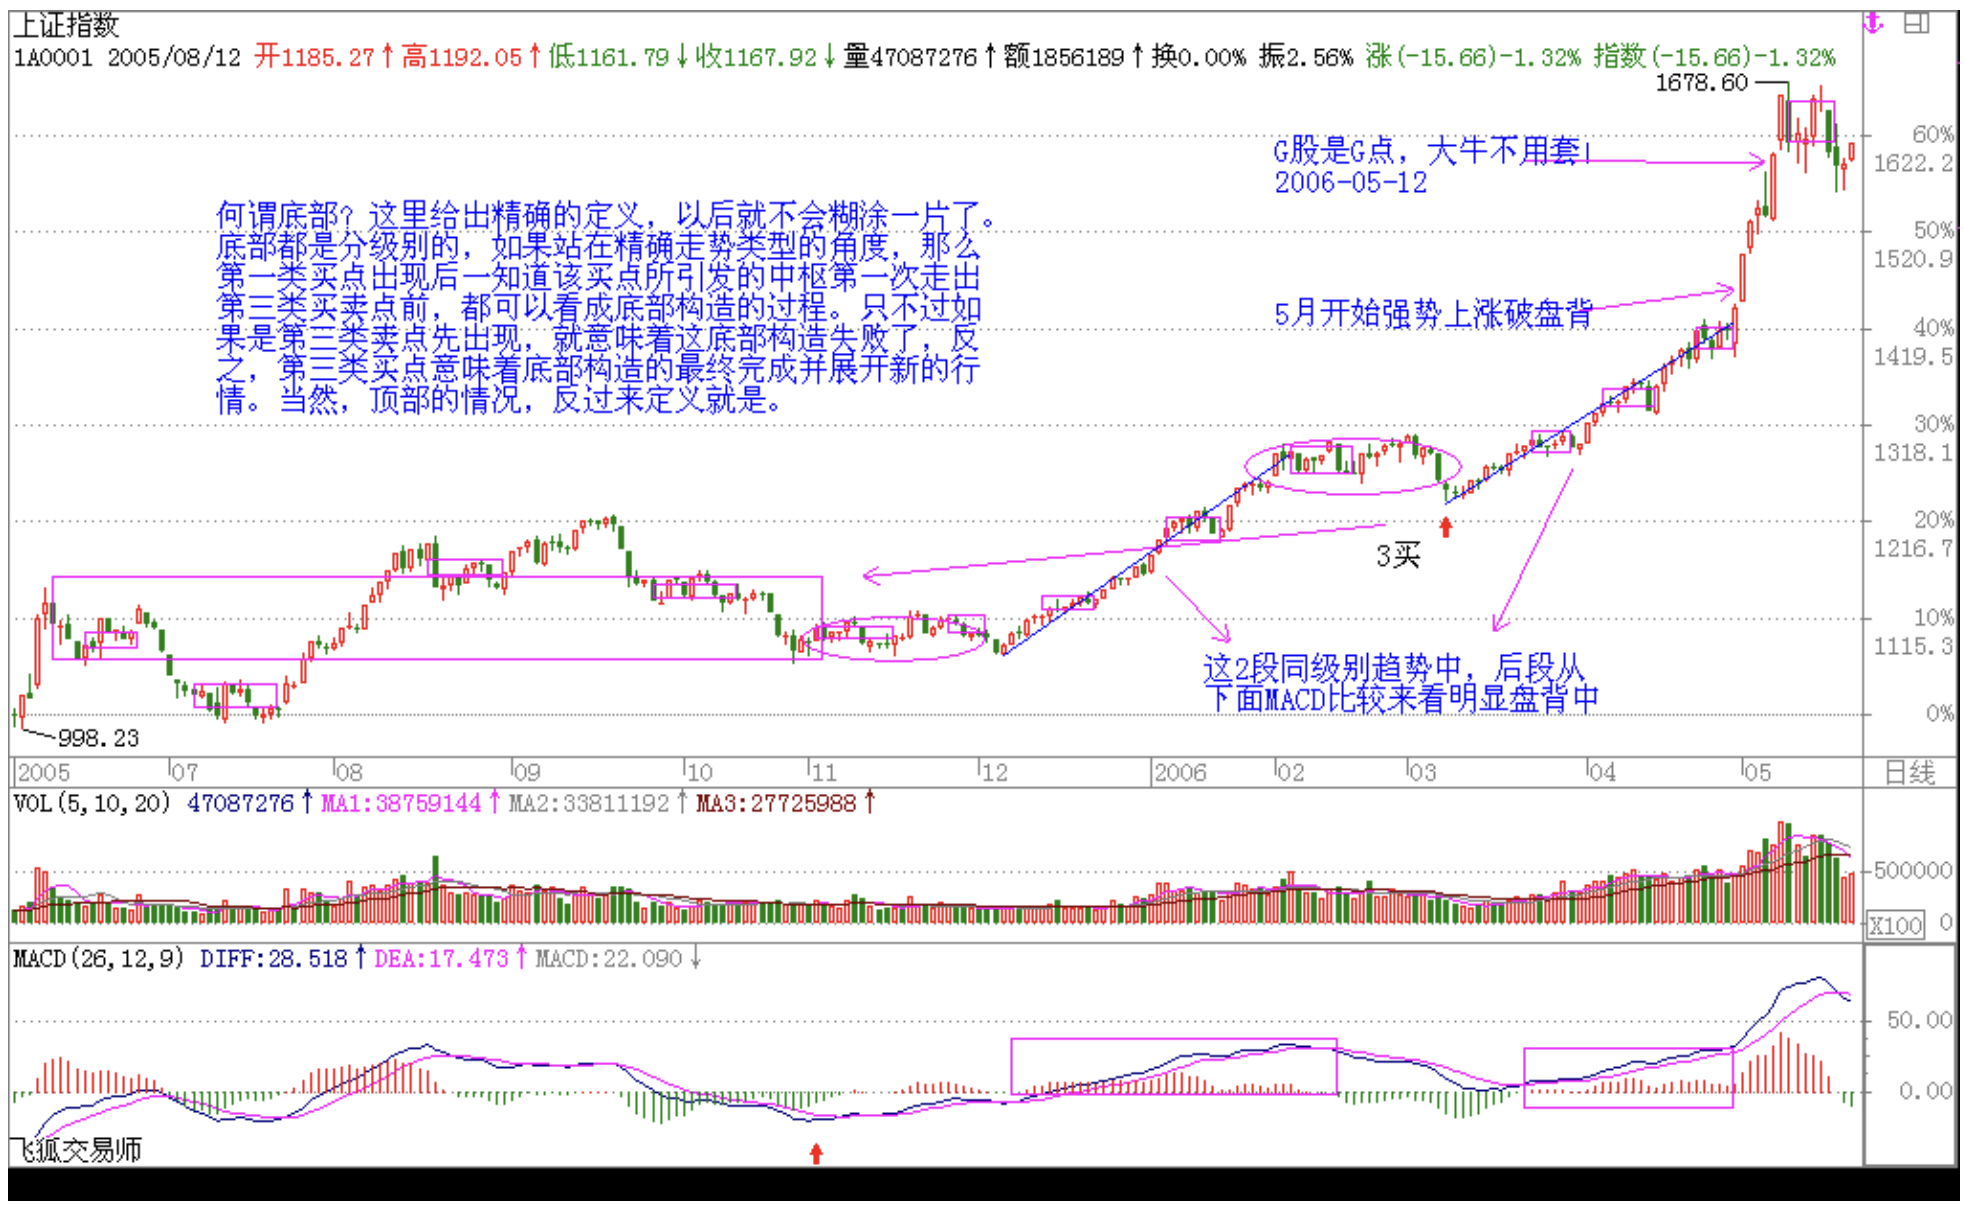 上证指数
1A0001 2005/08/12 开1185.27↑高1192.05↑低1161.79↓收1167.92↓量47087276↑额1856189↑换0.00% 振2.56% 涨(-15.66)-1.32% 指数(-15.66)-1.32%
1678.60
60%
G股是G点，大牛不用套！
1622.2
2006-05-12
何谓底部？这里给出精确的定义，以后就不会糊涂一片了。
50%
底部都是分级别的，如果站在精确走势类型的角度，那么
1520.9
第一类买点出现后一知道该买点所引发的中枢第一次走出
第三类买卖点前，都可以看成底部构造的过程。只不过如
5月开始强势上涨破盘背
40%
果是第三类卖点先出现，就意味着这底部构造失败了，反
1419.5
之，第三类买点意味着底部构造的最终完成并展开新的行
情。当然，顶部的情况，反过来定义就是。
30%
1318.1
20%
1216.7
3买
10%
1115.3
这2段同级别趋势中，后段从
下面MACD比较来看明显盘背中
0%
998.23
2005 07 08 09 10 11 12 2006 02 03 04 05 日线
VOL(5,10,20) 47087276↑MA1:38759144↑MA2:33811192↑MA3:27725988↑
5000000
X100 0
MACD(26,12,9) DIFF:28.518↑DEA:17.473↑MACD:22.090↓
50.00
0.00
飞狐交易师